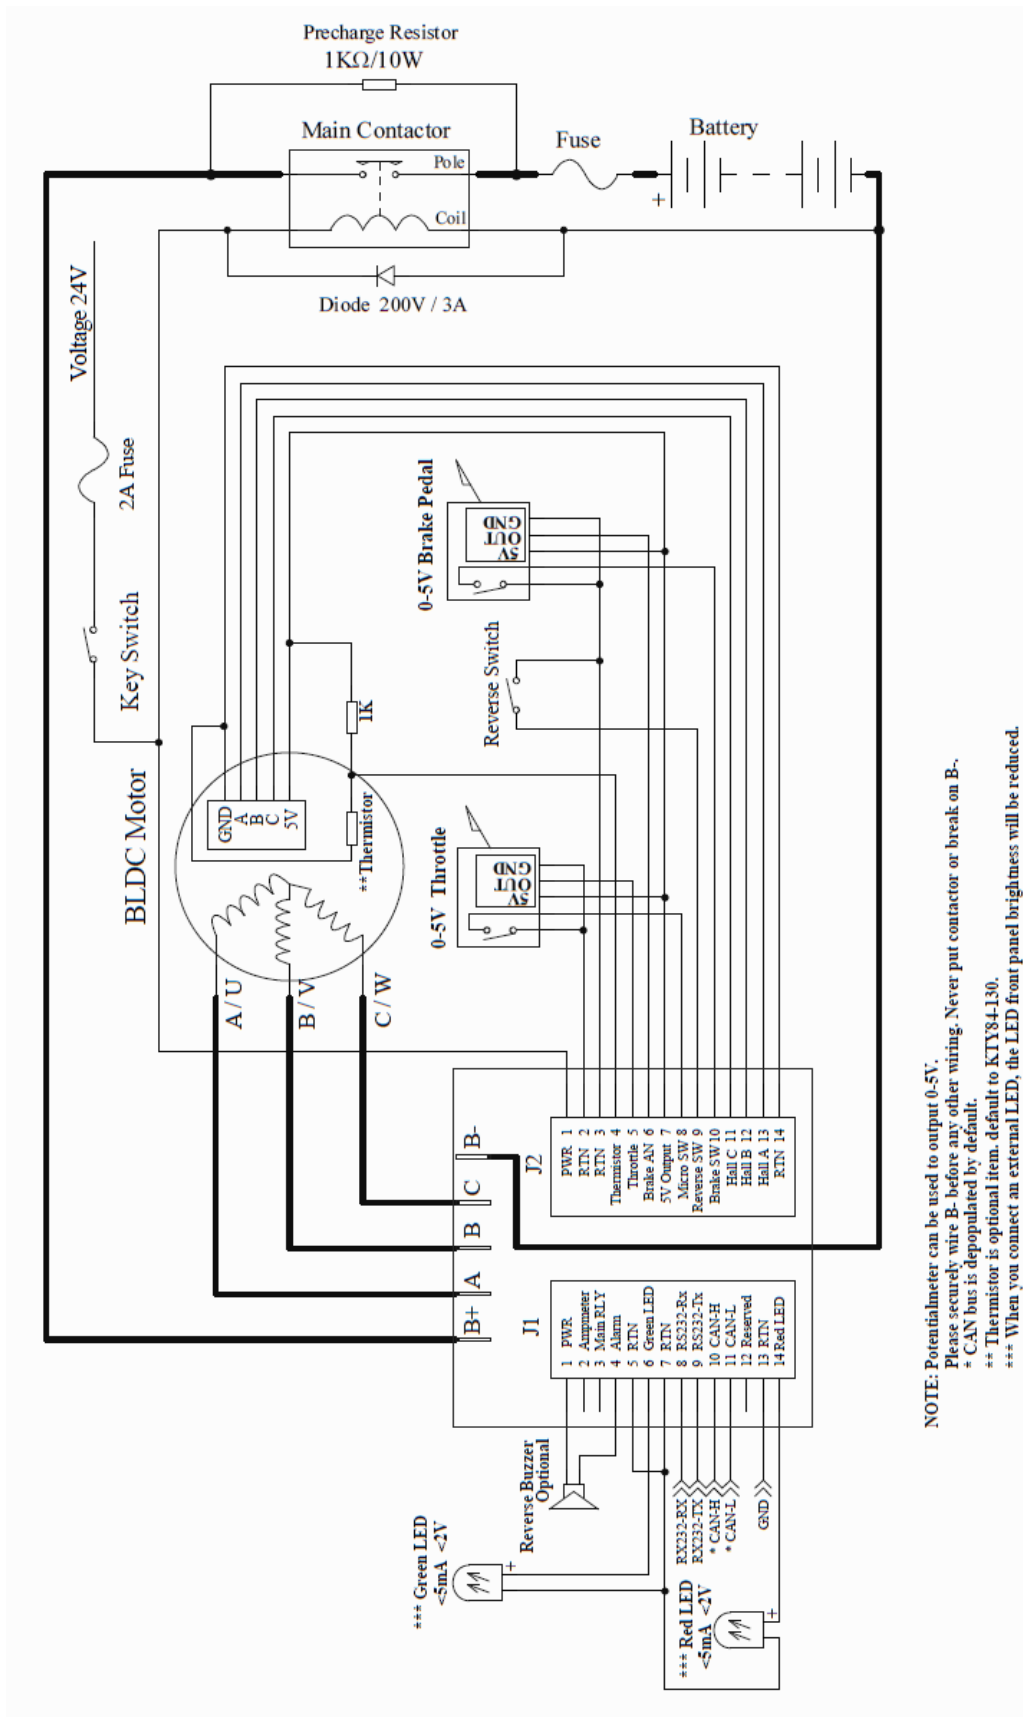 Precharge Resistor
1KΩ/10W
Main Contactor
Pole
Coil
Fuse
Battery
+
Diode 200V / 3A
Voltage 24V
2A Fuse
Key Switch
BLDC Motor
GND
A
B
C
5V
1K
**Thermistor
A / U
B / V
C / W
0-5V Brake Pedal
GND
OUT
5V
Reverse Switch
0-5V Throttle
GND
OUT
5V
B+
A
B
C
B-
J2
PWR 1
RTN 2
RTN 3
Thermistor 4
Throttle 5
Brake AN 6
5V Output 7
Micro SW 8
Reverse SW 9
Brake SW 10
Hall C 11
Hall B 12
Hall A 13
RTN 14
J1
1 PWR
2 Ampmeter
3 Main RLY
4 Alarm
5 RTN
6 Green LED
7 RTN
8 RS232-Rx
9 RS232-Tx
10 CAN-H
11 CAN-L
12 Reserved
13 RTN
14 Red LED
Reverse Buzzer
Optional
*** Green LED
<5mA <2V
+
RX232-RX
RX232-TX
* CAN-H
* CAN-L
GND
*** Red LED
<5mA <2V
+
NOTE: Potentialmeter can be used to output 0-5V.
Please securely wire B- before any other wiring. Never put contactor or break on B-.
* CAN bus is depopulated by default.
** Thermistor is optional item. default to KTY84-130.
*** When you connect an external LED, the LED front panel brightness will be reduced.